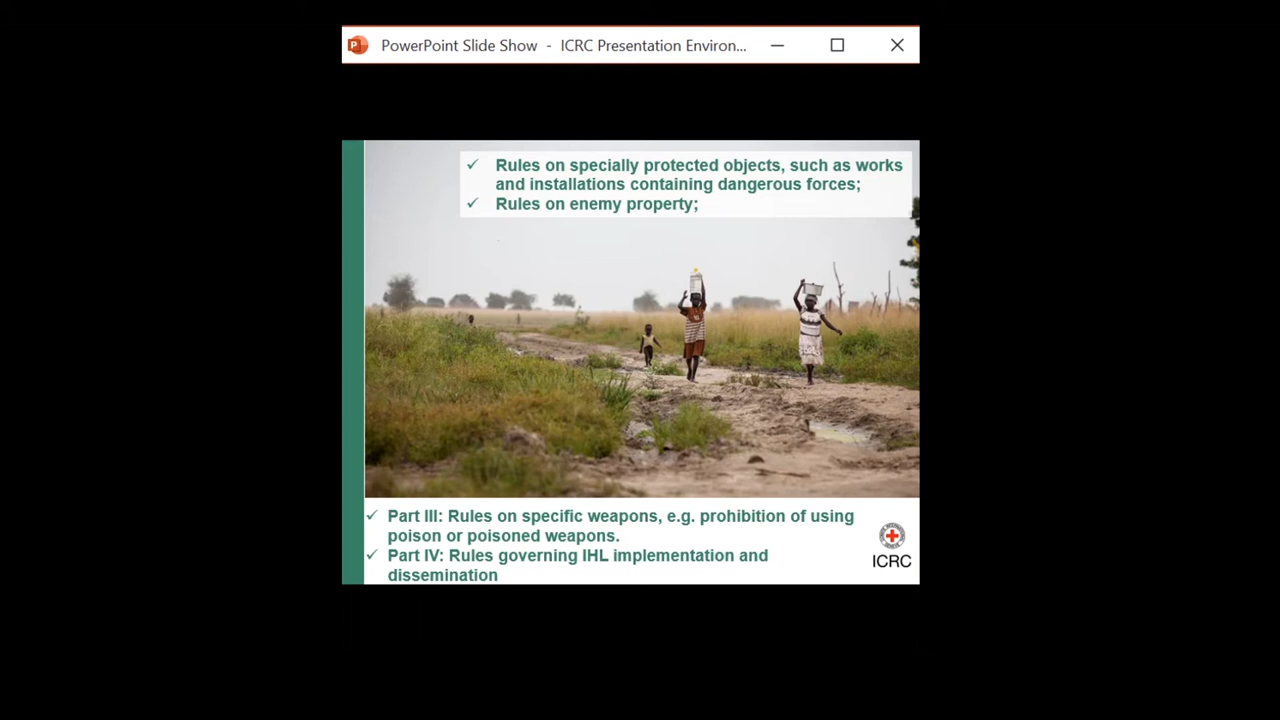 PowerPoint Slide Show - ICRC Presentation Environ...
✓ Rules on specially protected objects, such as works
and installations containing dangerous forces;
✓ Rules on enemy property;
✓ Part III: Rules on specific weapons, e.g. prohibition of using
poison or poisoned weapons.
✓ Part IV: Rules governing IHL implementation and
dissemination
ICRC